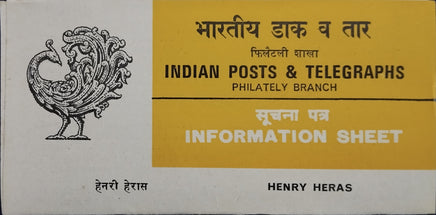 भारतीय डाक व तार
फिलैटली शाखा
INDIAN POSTS & TELEGRAPHS
PHILATELY BRANCH
सूचना पत्र
INFORMATION SHEET
हेनरी हेरास
HENRY HERAS